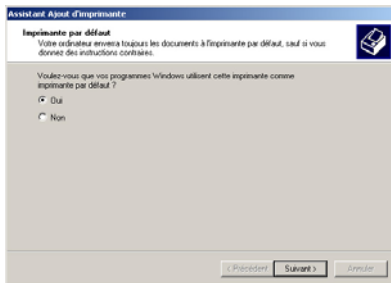 Assistant Ajout d'imprimante
Imprimante par défaut
Votre ordinateur enverra toujours les documents à l'imprimante par défaut, sauf si vous
donnez des instructions contraires.
Voulez-vous que vos programmes Windows utilisent cette imprimante comme
imprimante par défaut ?
Oui
Non
< Précédent Suivant > Annuler